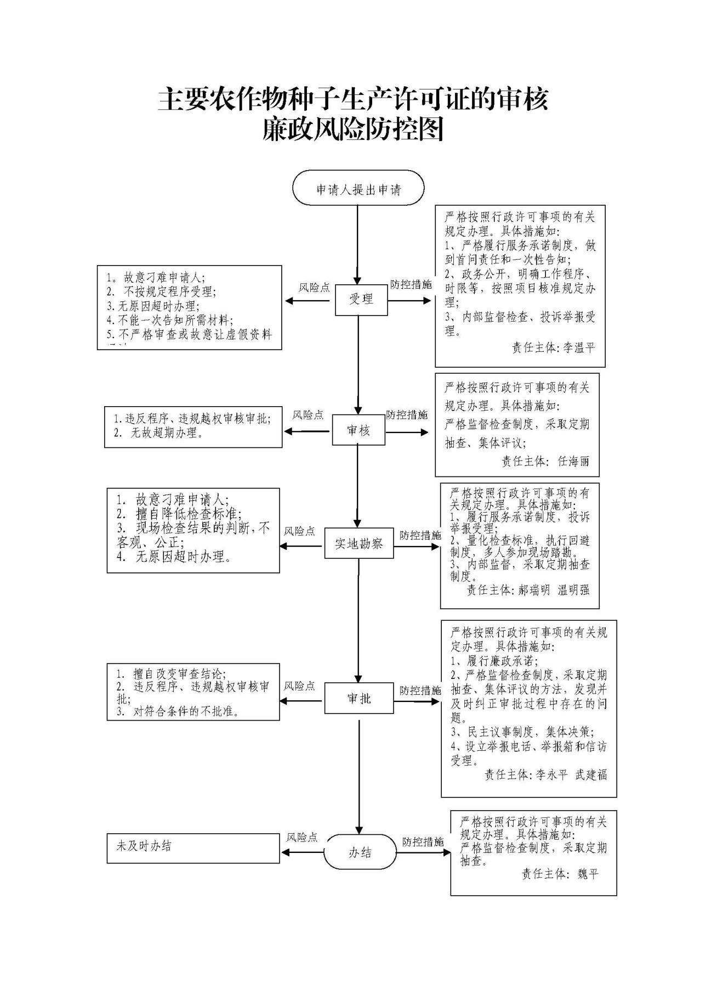 主要农作物种子生产许可证的审核
廉政风险防控图
申请人提出申请
严格按照行政许可事项的有关
规定办理。具体措施如:
1、严格履行服务承诺制度，做
到首问责任和一次性告知;
2、政务公开，明确工作程序、
时限等，按照项目核准规定办
理;
3、内部监督检查、投诉举报受
理。
责任主体:李温平
1。故意刁难申请人;
2. 不按规定程序受理;
3.无原因超时办理;
4.不能一次告知所需材料;
5.不严格审查或故意让虚假资料
风险点
受理
防控措施
严格按照行政许可事项的有关
规定办理。具体措施如:
严格监督检查制度，采取定期
抽查、集体评议;
责任主体: 任海丽
1.违反程序、违规越权审核审批;
2. 无故超期办理。
风险点
审核
防控措施
1. 故意刁难申请人;
2. 擅自降低检查标准;
3. 现场检查结果的判断,不
客观、公正;
4. 无原因超时办理。
风险点
实地勘察
防控措施
严格按照行政许可事项的有
关规定办理。具体措施如:
1、履行服务承诺制度，投诉
举报受理;
2、量化检查标准，执行回避
制度，多人参加现场踏勘。
3、内部监督，采取定期抽查
制度。
责任主体:郝瑞明 温明强
1. 擅自改变审查结论;
2. 违反程序、违规越权审核审
批;
3. 对符合条件的不批准。
风险点
审批
防控措施
严格按照行政许可事项的有关规
定办理。具体措施如:
1、履行廉政承诺;
2、严格监督检查制度,采取定期
抽查、集体评议的方法，发现并
及时纠正审批过程中存在的问
题。
3、民主议事制度，集体决策;
4、设立举报电话、举报箱和信访
受理。
责任主体:李永平 武建福
未及时办结
风险点
办结
防控措施
严格按照行政许可事项的有关
规定办理。具体措施如:
严格监督检查制度，采取定期
抽查。
责任主体: 魏平